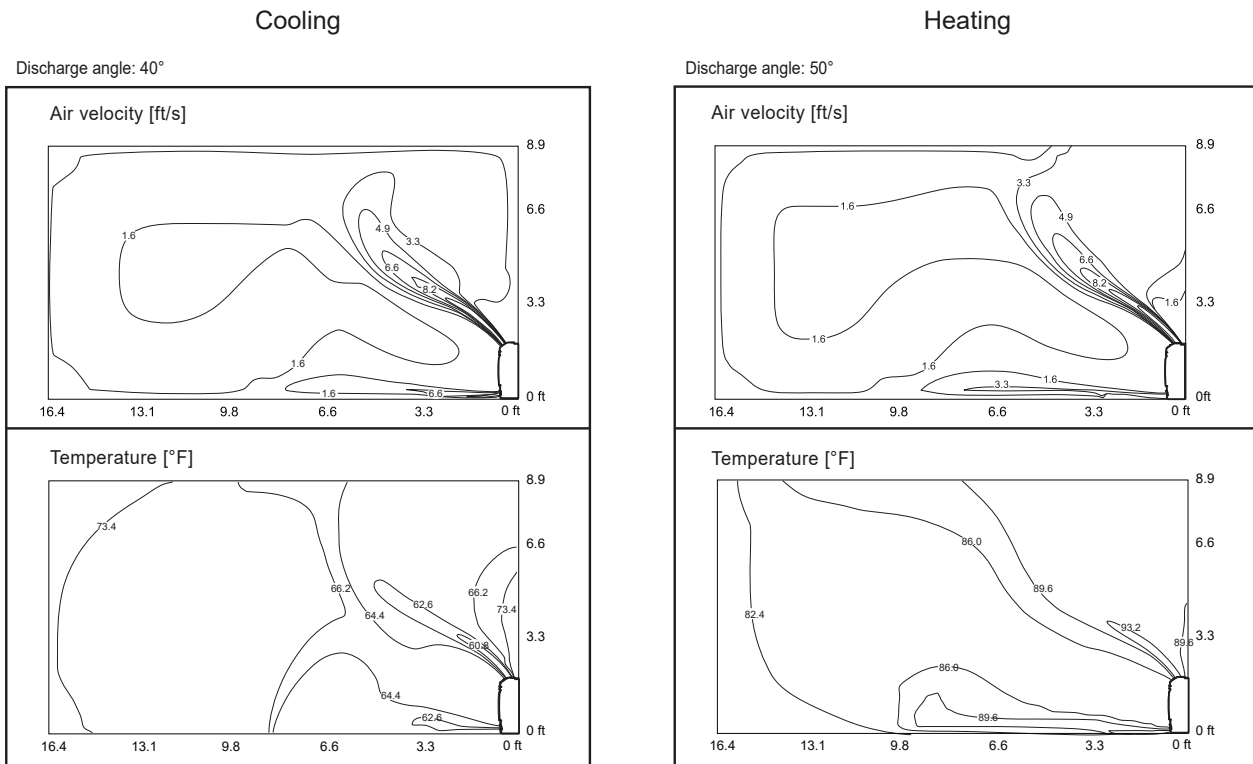 Cooling
Heating
Discharge angle: 40°
Discharge angle: 50°
Air velocity [ft/s]
8.9
6.6
4.9
3.3
1.6
6.6
8.2
3.3
1.6
1.6
6.6
0 ft
16.4 13.1 9.8 6.6 3.3 0 ft
Air velocity [ft/s]
8.9
3.3
6.6
1.6
4.9
6.6
8.2
3.3
1.6
1.6
1.6
3.3
0ft
16.4 13.1 9.8 6.6 3.3 0 ft
Temperature [°F]
8.9
73.4
6.6
66.2
66.2
62.6
73.4
64.4
3.3
60.8
64.4
62.6
0 ft
16.4 13.1 9.8 6.6 3.3 0 ft
Temperature [°F]
8.9
86.0
6.6
89.6
82.4
93.2
3.3
89.6
86.0
89.6
0 ft
16.4 13.1 9.8 6.6 3.3 0 ft